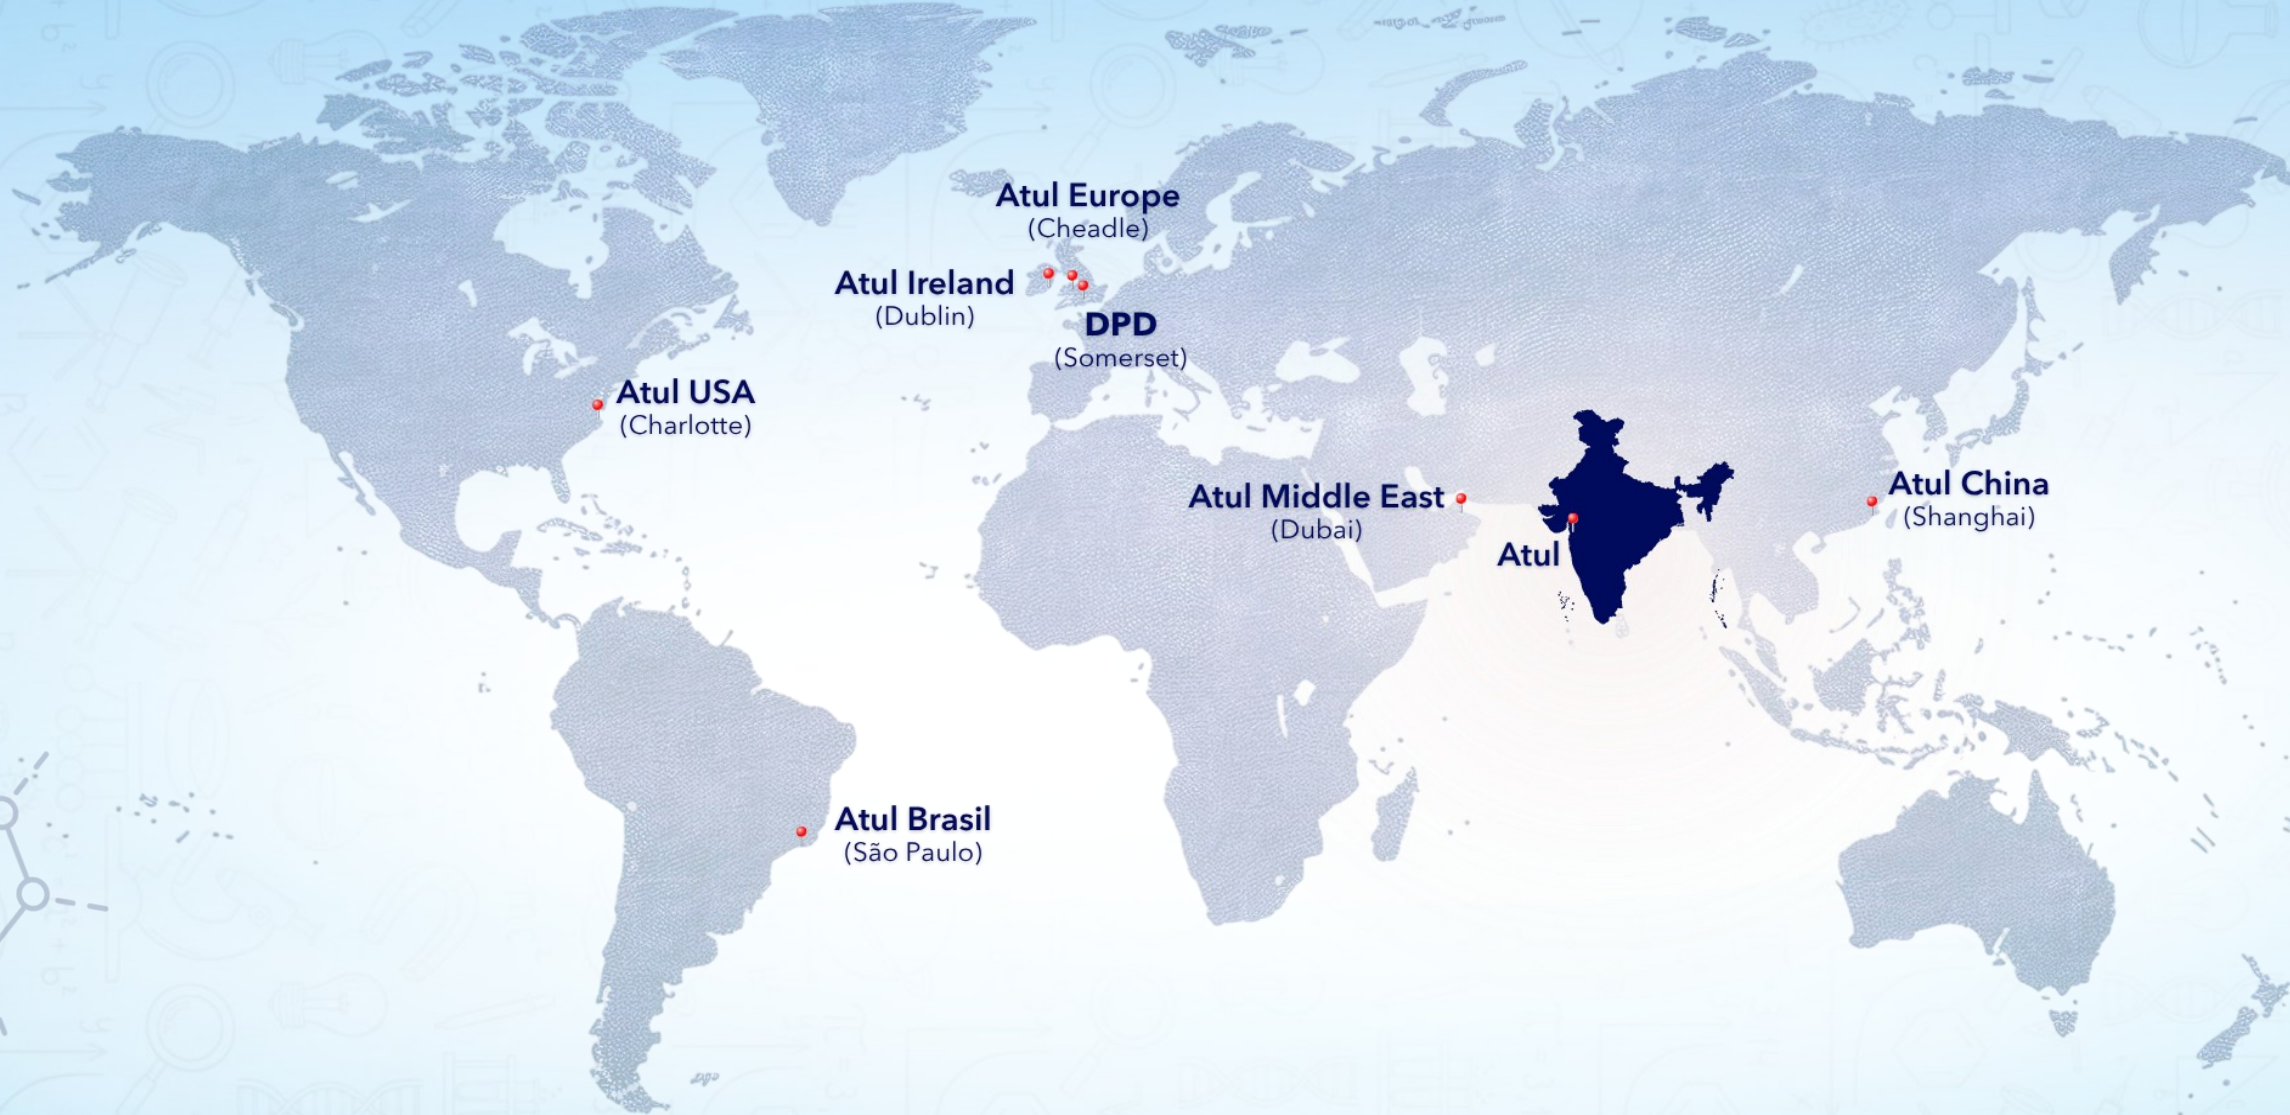 Atul Europe
(Cheadle)
Atul Ireland
(Dublin)
DPD
(Somerset)
Atul USA
(Charlotte)
Atul Middle East
(Dubai)
Atul China
(Shanghai)
Atul
Atul Brasil
(São Paulo)